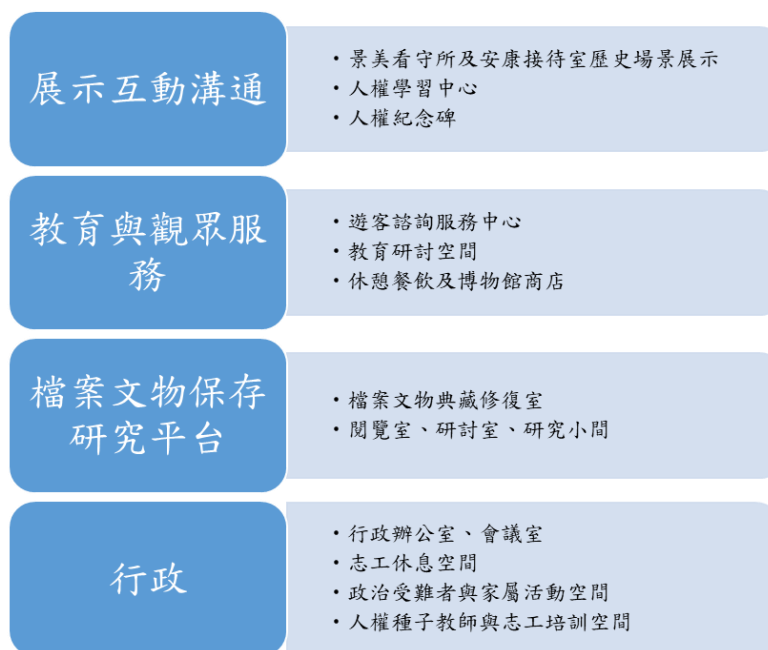 展示互動溝通
・景美看守所及安康接待室歷史場景展示
・人權學習中心
・人權紀念碑
教育與觀眾服
務
・遊客諮詢服務中心
・教育研討空間
・休憩餐飲及博物館商店
檔案文物保存
研究平台
・檔案文物典藏修復室
・閱覽室、研討室、研究小間
行政
・行政辦公室、會議室
・志工休息空間
・政治受難者與家屬活動空間
・人權種子教師與志工培訓空間